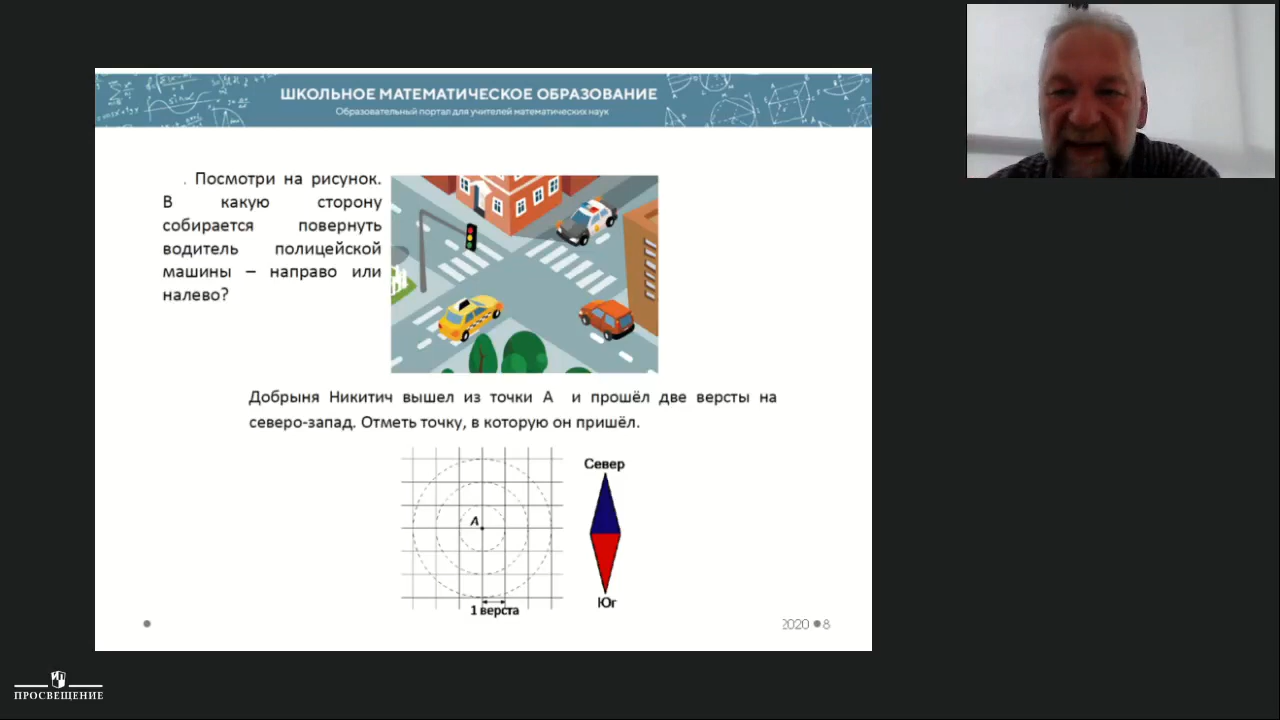 ШКОЛЬНОЕ МАТЕМАТИЧЕСКОЕ ОБРАЗОВАНИЕ
Образовательный портал для учителей математических наук
. Посмотри на рисунок.
В какую сторону
собирается повернуть
водитель полицейской
машины – направо или
налево?
Добрыня Никитич вышел из точки А и прошёл две версты на
северо-запад. Отметь точку, в которую он пришёл.
Север
А
Юг
1 верста
2020 ●8
ПРОСВЕЩЕНИЕ